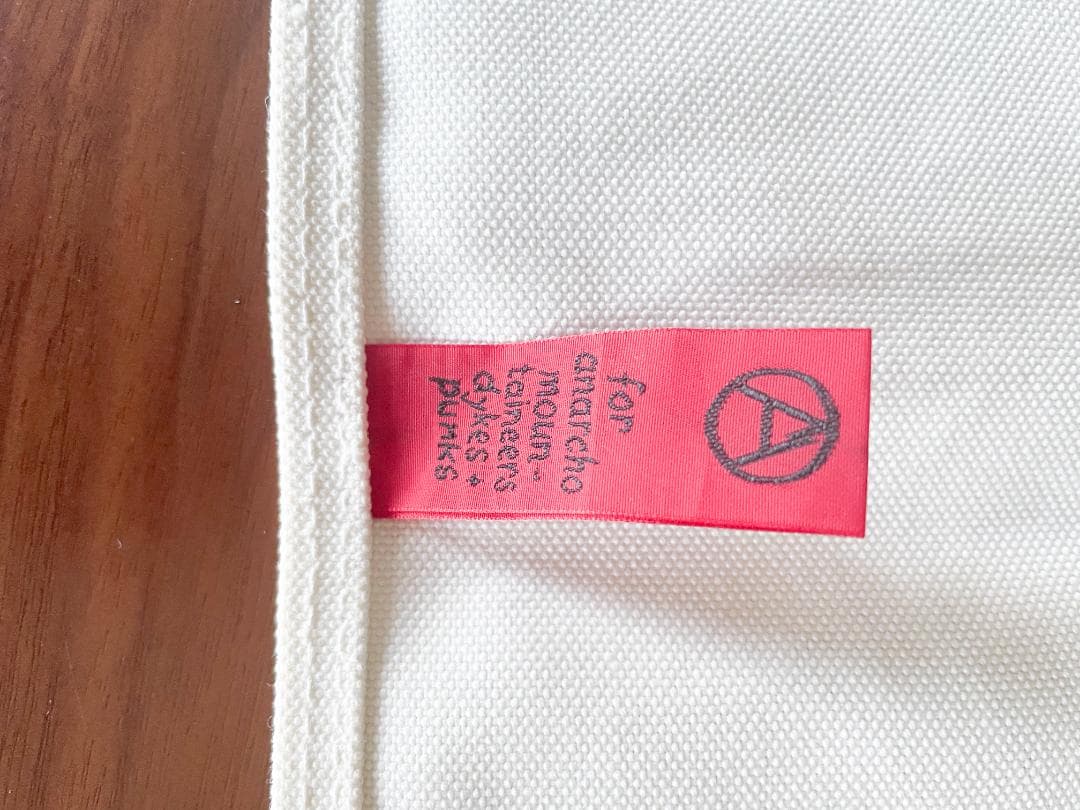 Ⓐ
for
anarcho
moun-
taineers
dykes +
punks